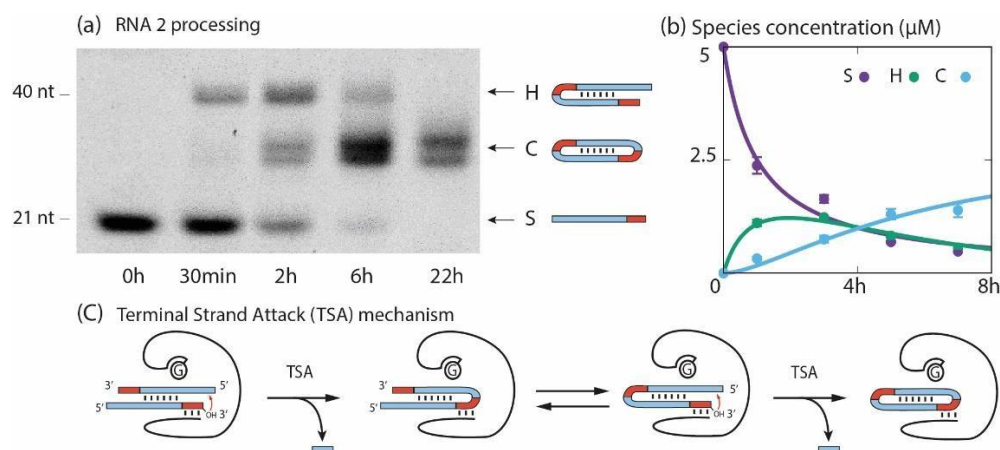 (a) RNA 2 processing
40 nt
21 nt
H
C
S
0h 30min 2h 6h 22h
(b) Species concentration (μM)
5
2.5
0 4h 8h
S H C
(C) Terminal Strand Attack (TSA) mechanism
G
3' 5'
5' OH 3'
TSA
G
3'
5'
G
5'
OH 3'
TSA
G